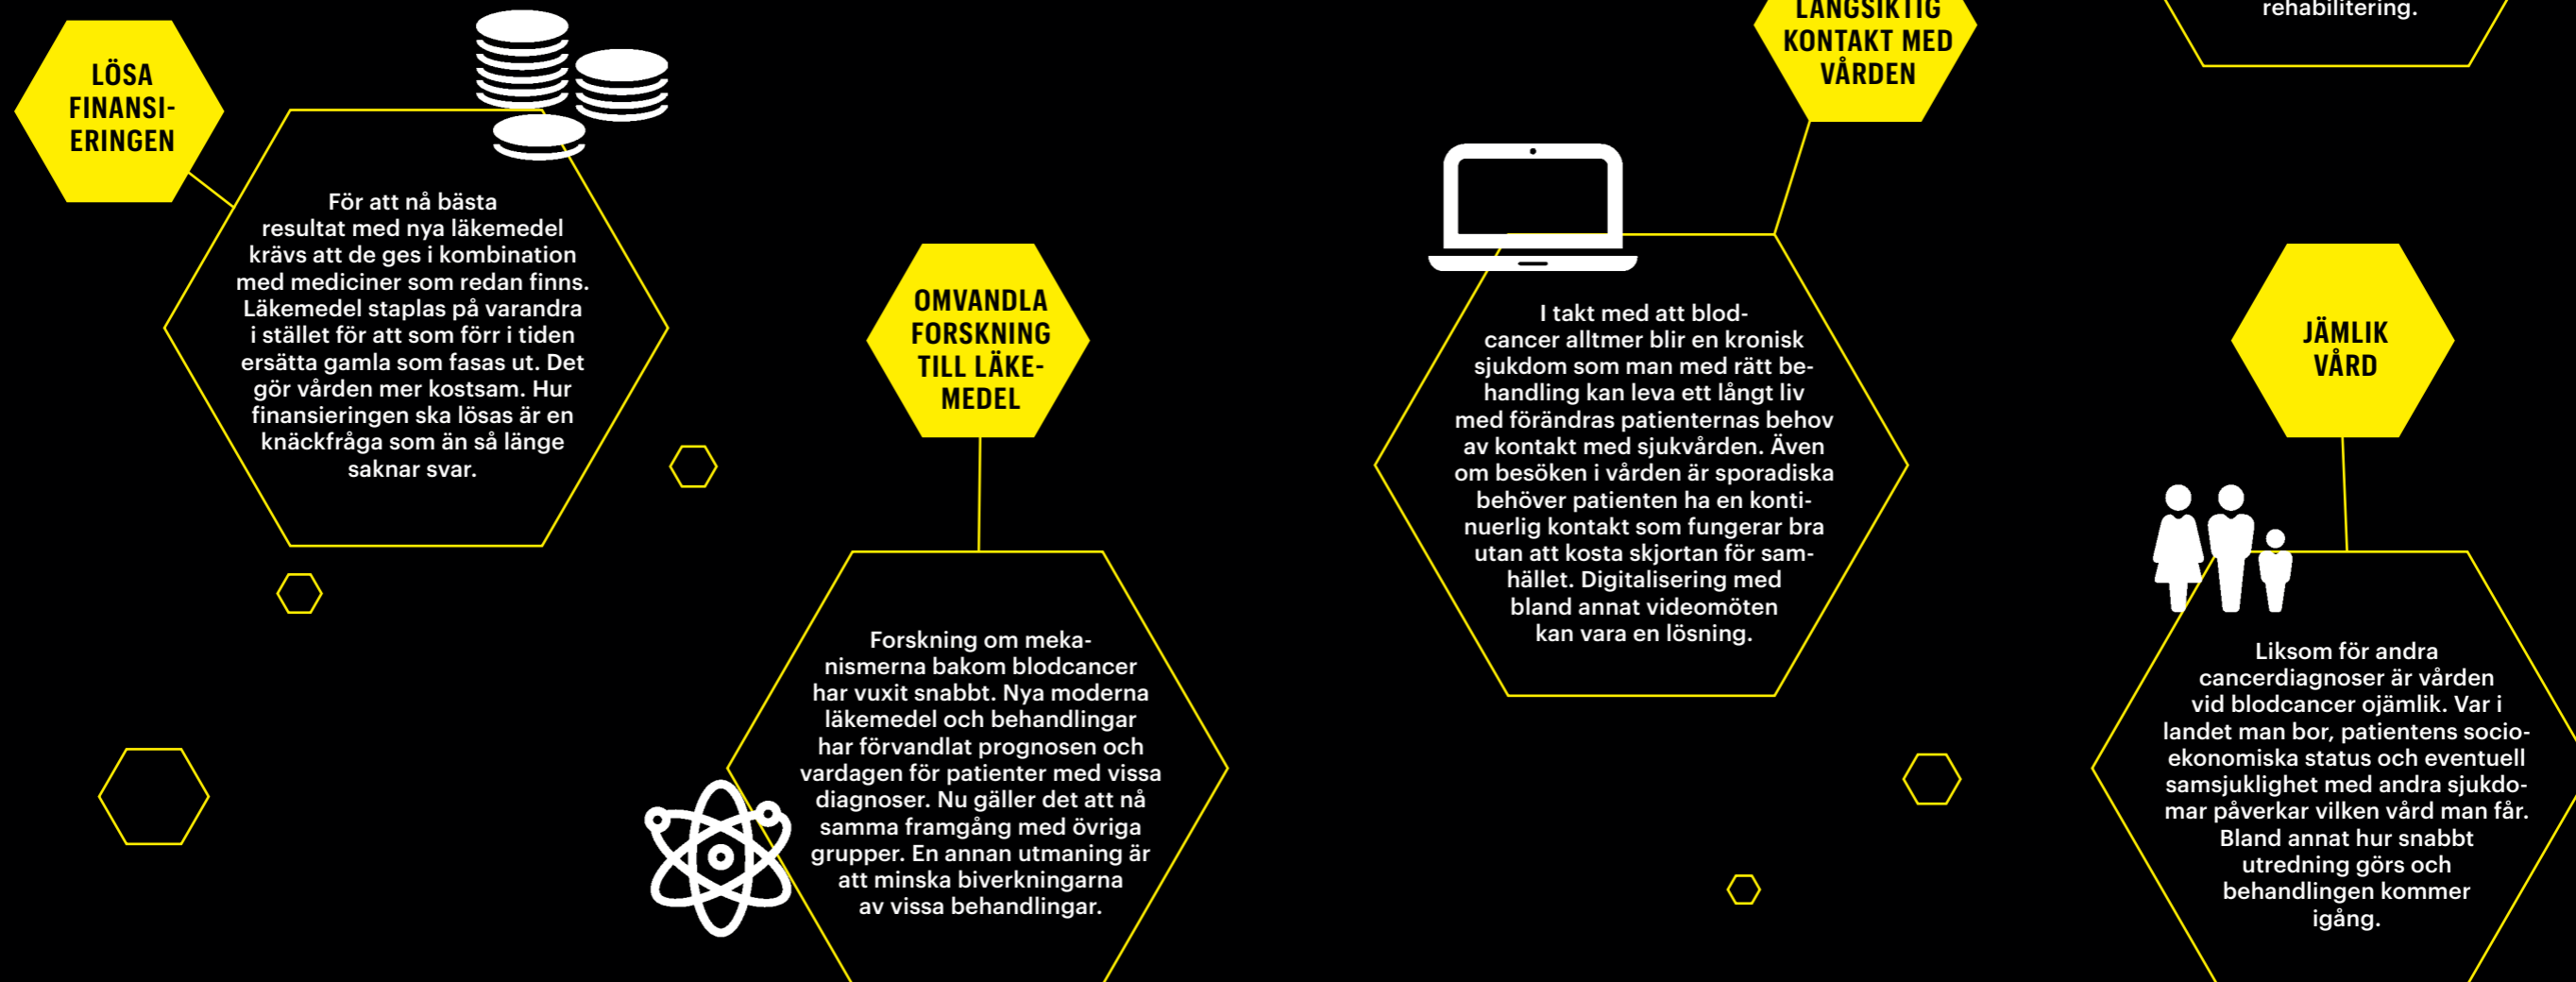 LÖSA
FINANSI-
ERINGEN
För att nå bästa
resultat med nya läkemedel
krävs att de ges i kombination
med mediciner som redan finns.
Läkemedel staplas på varandra
i stället för att som förr i tiden
ersätta gamla som fasas ut. Det
gör vården mer kostsam. Hur
finansieringen ska lösas är en
knäckfråga som än så länge
saknar svar.
OMVANDLA
FORSKNING
TILL LÄKE-
MEDEL
Forskning om meka-
nismerna bakom blodcancer
har vuxit snabbt. Nya moderna
läkemedel och behandlingar
har förvandlat prognosen och
vardagen för patienter med vissa
diagnoser. Nu gäller det att nå
samma framgång med övriga
grupper. En annan utmaning är
att minska biverkningarna
av vissa behandlingar.
LÅNGSIKTIG
KONTAKT MED
VÅRDEN
I takt med att blod-
cancer alltmer blir en kronisk
sjukdom som man med rätt be-
handling kan leva ett långt liv
med förändras patienternas behov
av kontakt med sjukvården. Även
om besöken i vården är sporadiska
behöver patienten ha en konti-
nuerlig kontakt som fungerar bra
utan att kosta skjortan för sam-
hället. Digitalisering med
bland annat videomöten
kan vara en lösning.
rehabilitering.
JÄMLIK
VÅRD
Liksom för andra
cancerdiagnoser är vården
vid blodcancer ojämlik. Var i
landet man bor, patientens socio-
ekonomiska status och eventuell
samsjuklighet med andra sjukdo-
mar påverkar vilken vård man får.
Bland annat hur snabbt
utredning görs och
behandlingen kommer
igång.